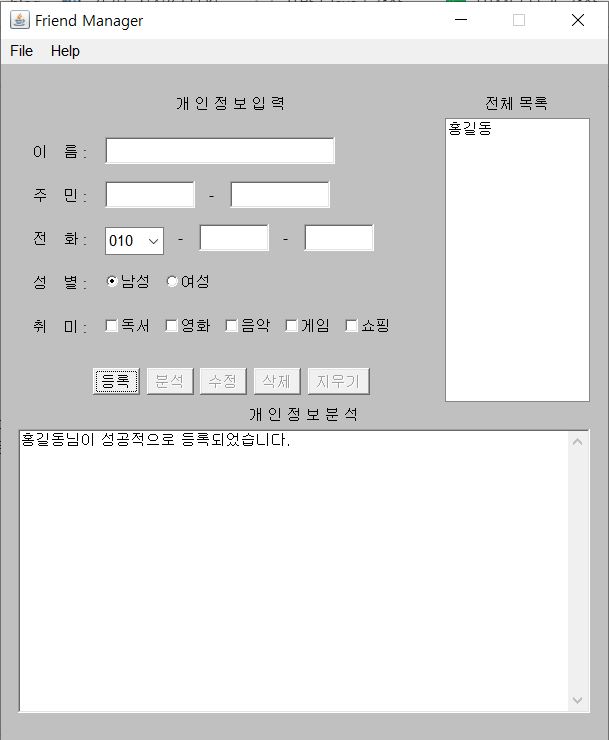 Friend Manager
File Help
개 인 정 보 입 력
전체 목록
홍길동
이 름 :
주 민 : -
전 화 : 010 - -
성 별 : 남성 여성
취 미 : 독서 영화 음악 게임 쇼핑
등록 분석 수정 삭제 지우기
개 인 정 보 분 석
홍길동님이 성공적으로 등록되었습니다.